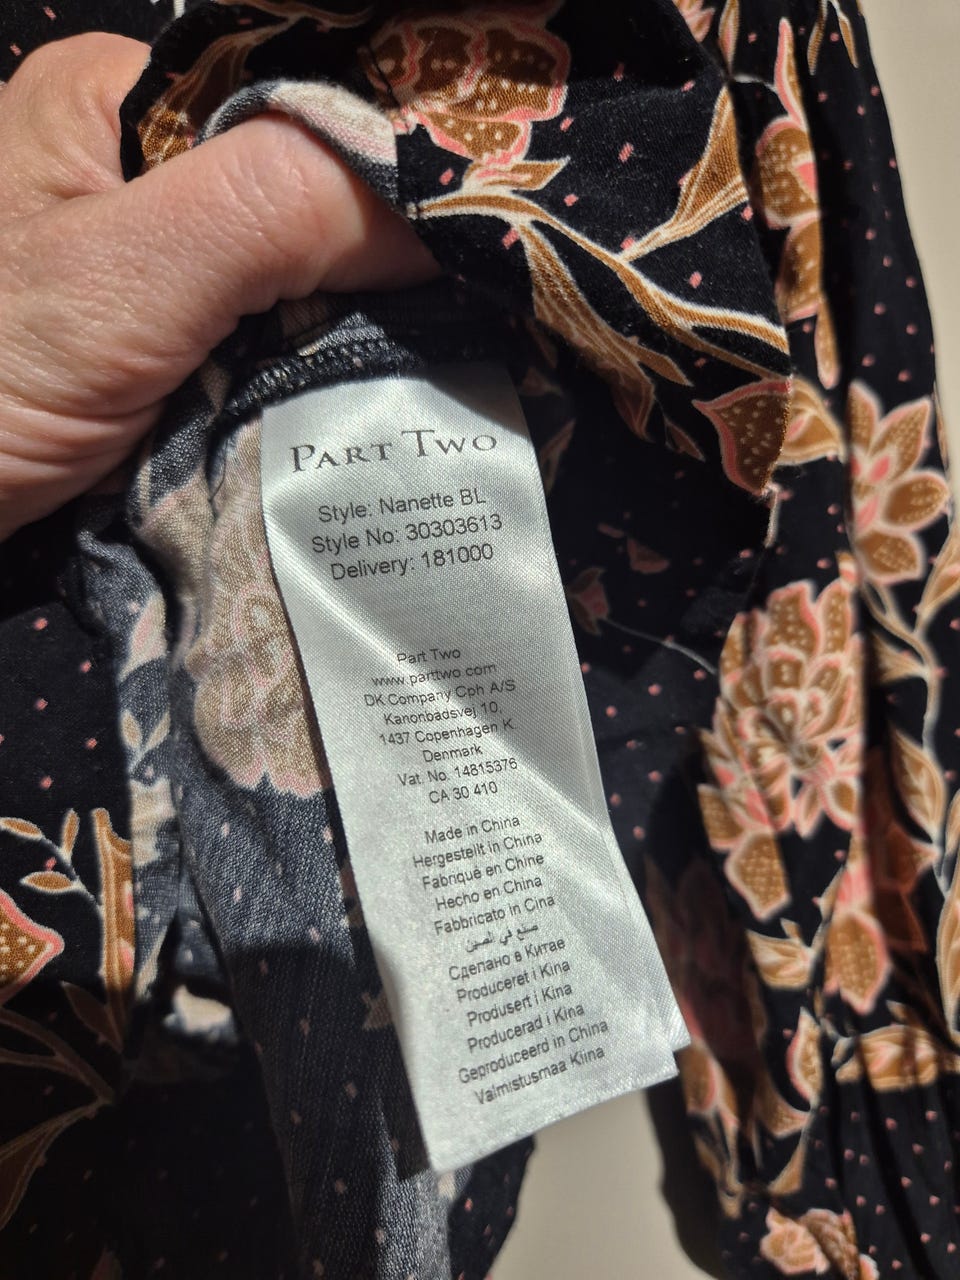 PART TWO
Style: Nanette BL
Style No: 30303613
Delivery: 181000
Part Two
www.parttwo.com
DK Company Cph A/S
Kanonbadsvej 10,
1437 Copenhagen K
Denmark
Vat. No. 14815376
CA 30 410
Made in China
Hergestellt in China
Fabriqué en Chine
Hecho en China
Fabbricato in Cina
صنع في الصين
Сделано в Китае
Produceret i Kina
Produsert i Kina
Producerad i Kina
Geproduceerd in China
Valmistusmaa Kiina